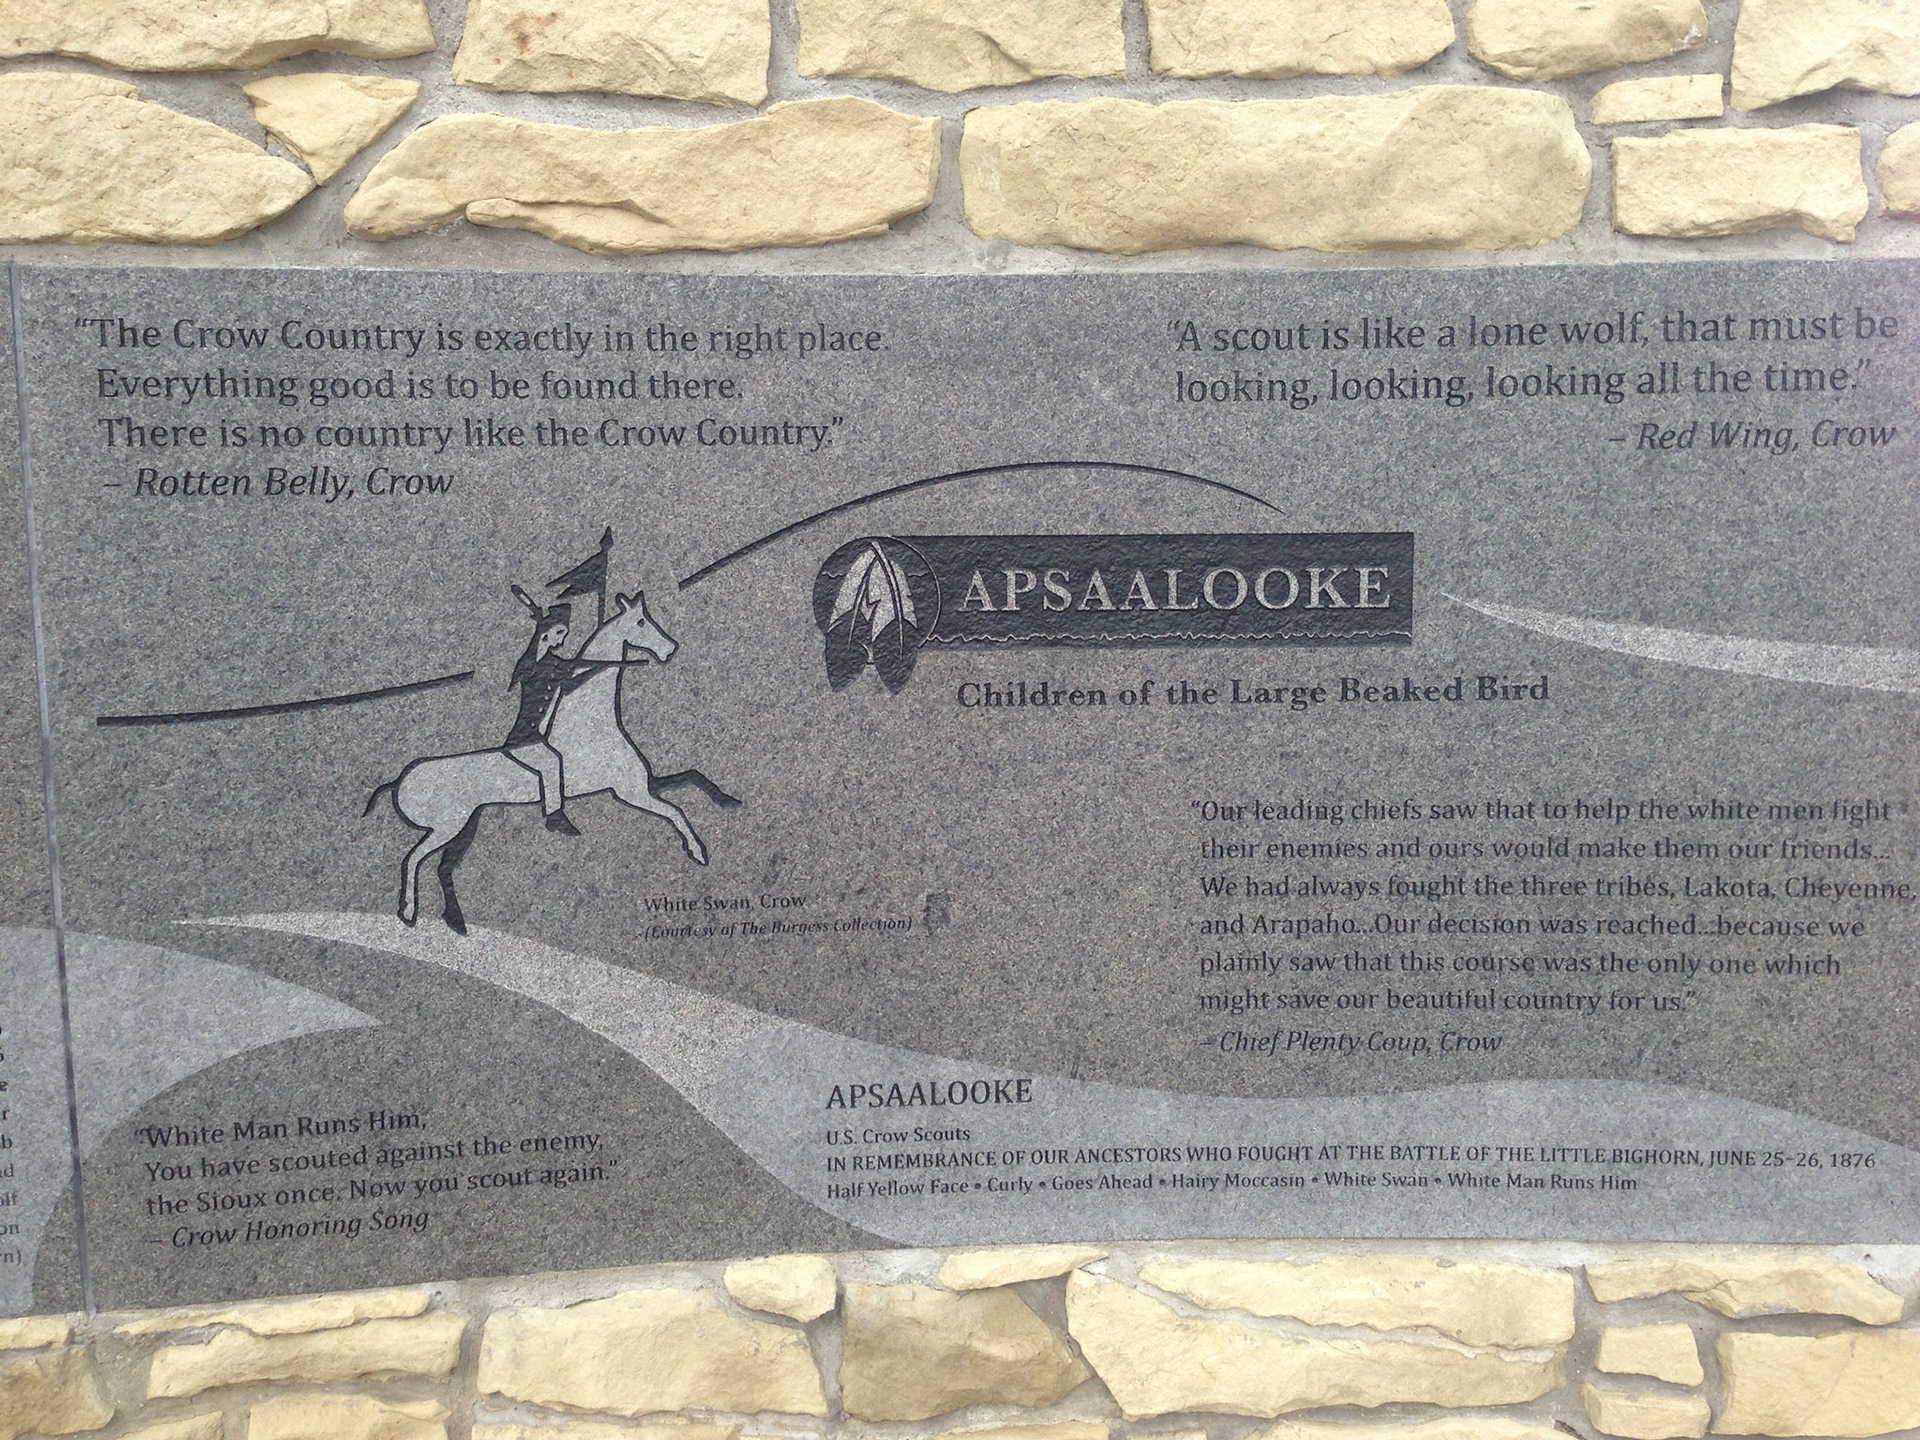 “The Crow Country is exactly in the right place.
Everything good is to be found there.
There is no country like the Crow Country.”
– Rotten Belly, Crow
“A scout is like a lone wolf, that must be
looking, looking, looking all the time.”
– Red Wing, Crow
APSAALOOKE
Children of the Large Beaked Bird
White Swan, Crow
(Courtesy of The Burgess Collection)
“Our leading chiefs saw that to help the white men fight
their enemies and ours would make them our friends...
We had always fought the three tribes, Lakota, Cheyenne,
and Arapaho...Our decision was reached...because we
plainly saw that this course was the only one which
might save our beautiful country for us.”
– Chief Plenty Coup, Crow
“White Man Runs Him,
You have scouted against the enemy,
the Sioux once. Now you scout again.”
– Crow Honoring Song
APSAALOOKE
U.S. Crow Scouts
IN REMEMBRANCE OF OUR ANCESTORS WHO FOUGHT AT THE BATTLE OF THE LITTLE BIGHORN, JUNE 25–26, 1876
Half Yellow Face • Curly • Goes Ahead • Hairy Moccasin • White Swan • White Man Runs Him